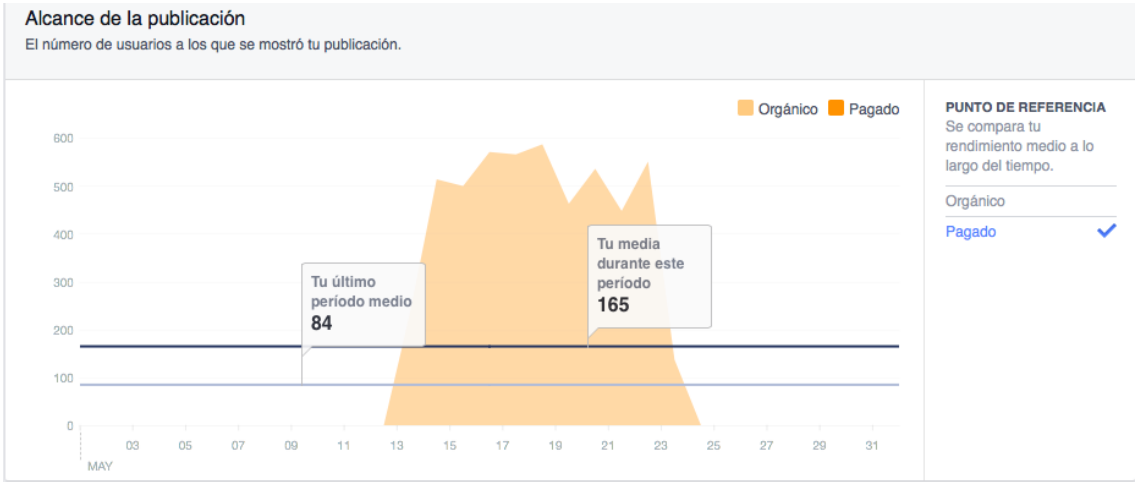 Alcance de la publicación
El número de usuarios a los que se mostró tu publicación.
Orgánico
Pagado
600
500
400
300
200
100
0
Tu último
período medio
84
Tu media
durante este
período
165
03 05 07 09 11 13 15 17 19 21 23 25 27 29 31
MAY
PUNTO DE REFERENCIA
Se compara tu
rendimiento medio a lo
largo del tiempo.
Orgánico
Pagado